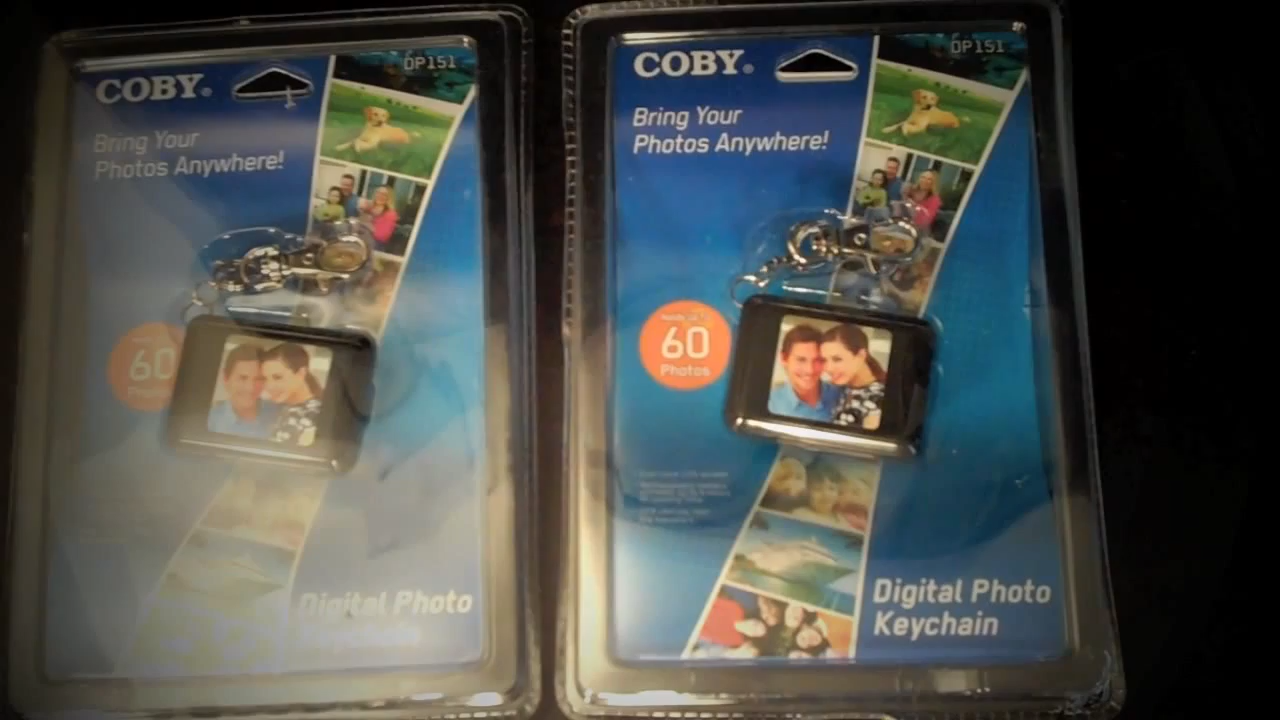 COBY®
DP151
Bring Your
Photos Anywhere!
60
Photos
Digital Photo
COBY®
DP151
Bring Your
Photos Anywhere!
60
Photos
Digital Photo
Keychain